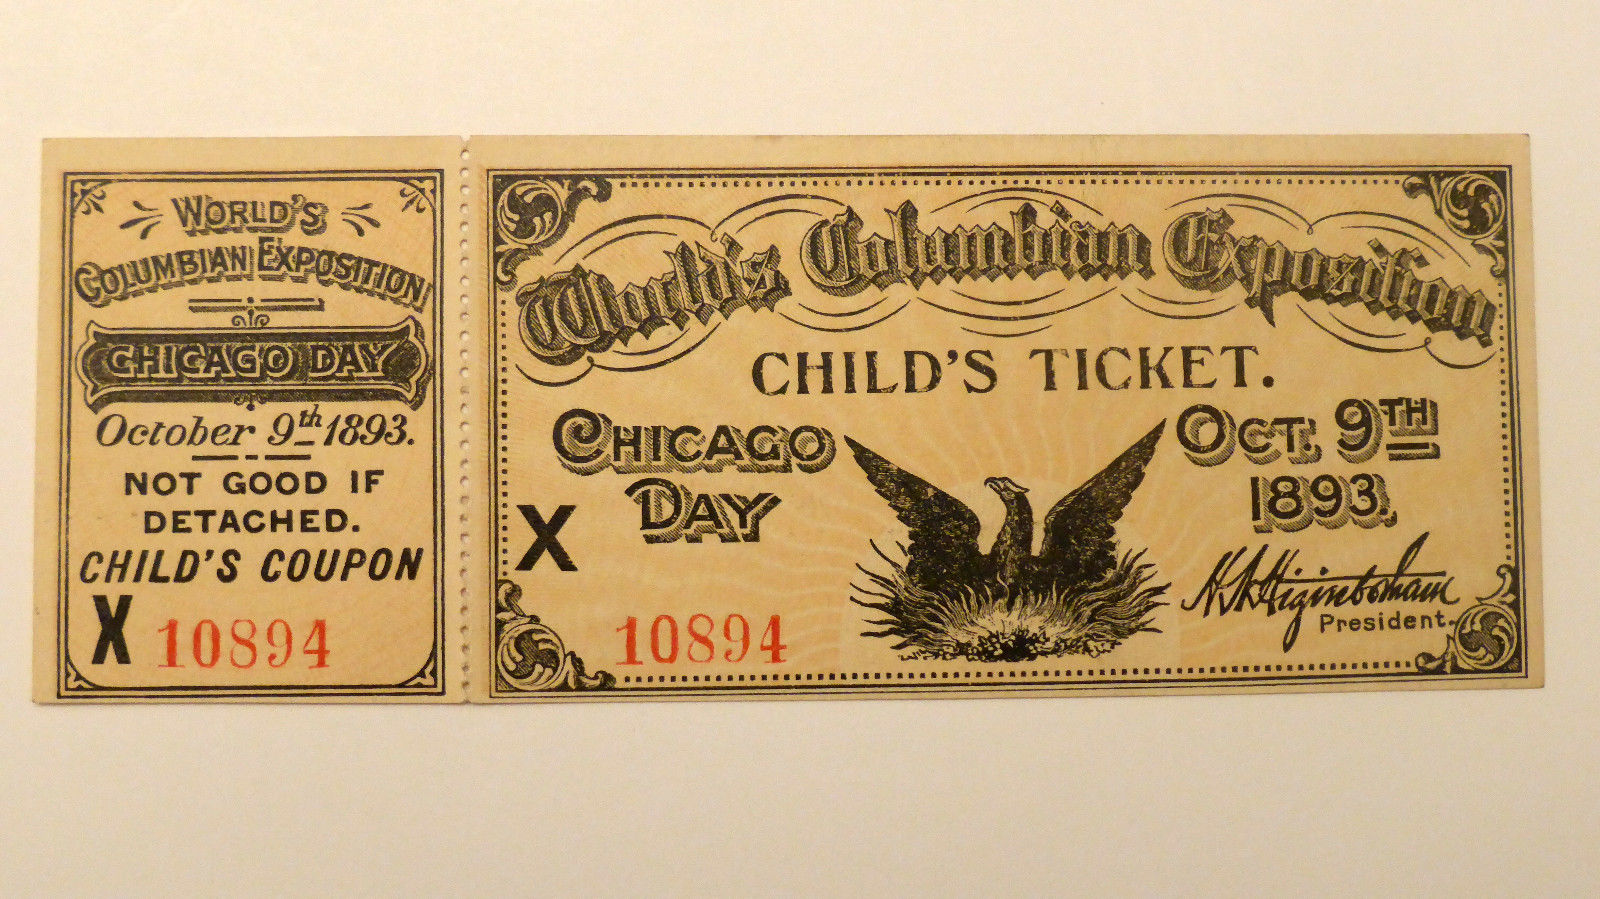 WORLD'S
COLUMBIAN EXPOSITION
CHICAGO DAY
October 9th 1893.
NOT GOOD IF
DETACHED.
CHILD'S COUPON
X 10894
World's Columbian Exposition
CHILD'S TICKET.
CHICAGO
DAY
OCT. 9TH
1893.
X
10894
H. N. Higinbotham
President.